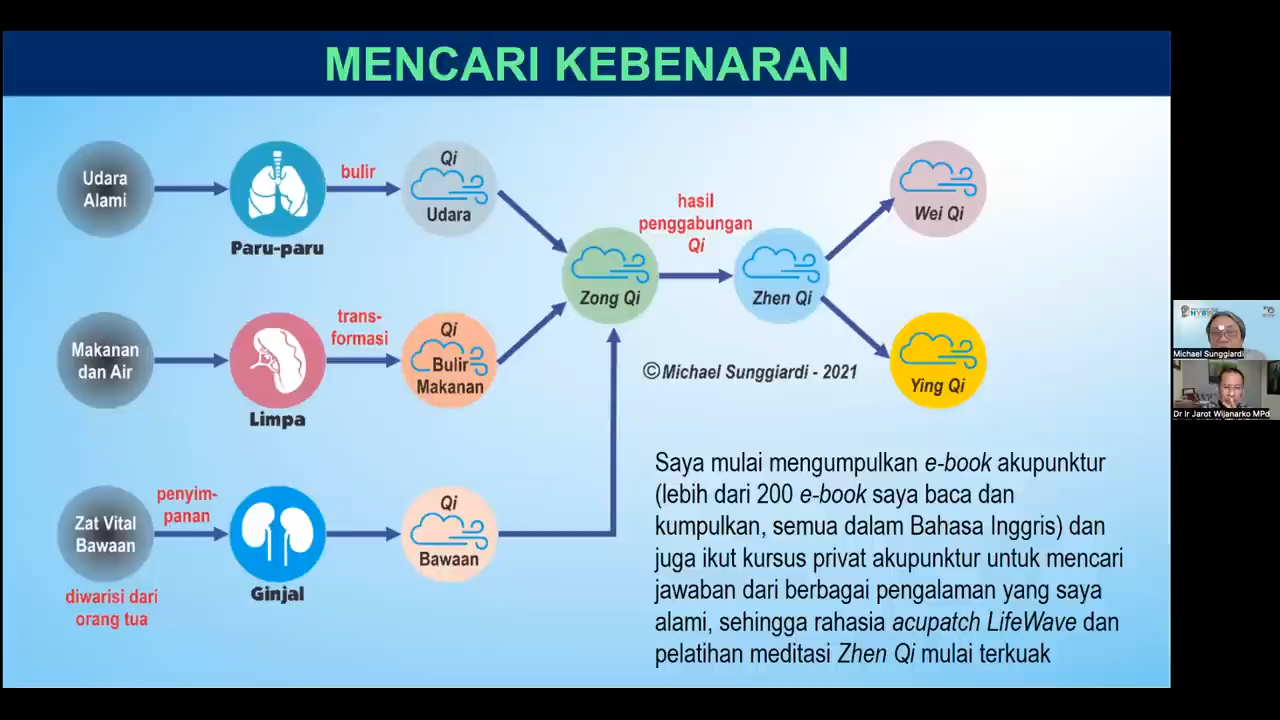 MENCARI KEBENARAN
Udara
Alami
Paru-paru
bulir
Qi
Udara
Makanan
dan Air
Limpa
trans-
formasi
Qi
Bulir
Makanan
Zat Vital
Bawaan
diwarisi dari
orang tua
penyim-
panan
Ginjal
Qi
Bawaan
Zong Qi
hasil
penggabungan
Qi
Zhen Qi
Wei Qi
Ying Qi
©Michael Sunggiardi - 2021
Saya mulai mengumpulkan e-book akupunktur
(lebih dari 200 e-book saya baca dan
kumpulkan, semua dalam Bahasa Inggris) dan
juga ikut kursus privat akupunktur untuk mencari
jawaban dari berbagai pengalaman yang saya
alami, sehingga rahasia acupatch LifeWave dan
pelatihan meditasi Zhen Qi mulai terkuak
Michael Sunggiardi
Dr Ir Jarot Wijanarko MPd